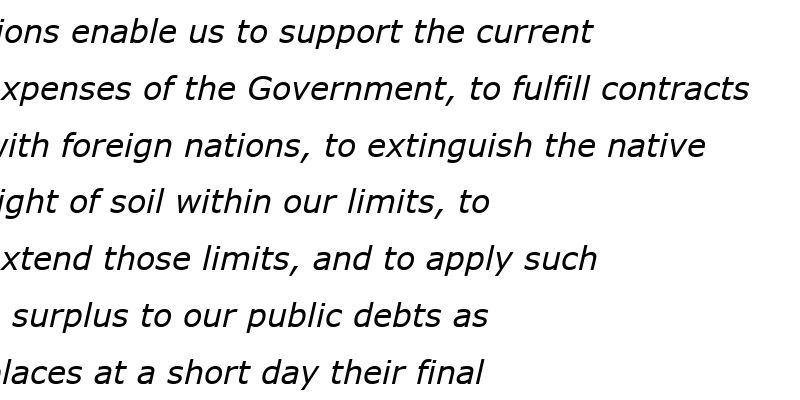 ions enable us to support the current
xpenses of the Government, to fulfill contracts
with foreign nations, to extinguish the native
ight of soil within our limits, to
xtend those limits, and to apply such
surplus to our public debts as
places at a short day their final